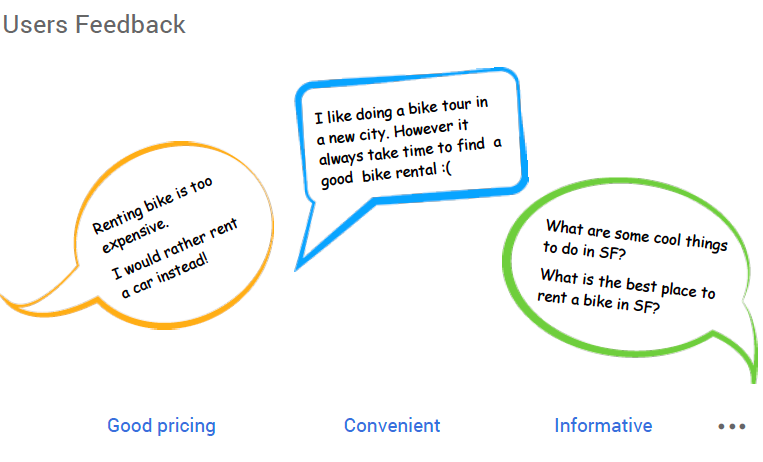 Users Feedback
I like doing a bike tour in
a new city. However it
always take time to find a
good bike rental :(
Renting bike is too
expensive.
I would rather rent
a car instead!
What are some cool things
to do in SF?
What is the best place to
rent a bike in SF?
Good pricing
Convenient
Informative
•••